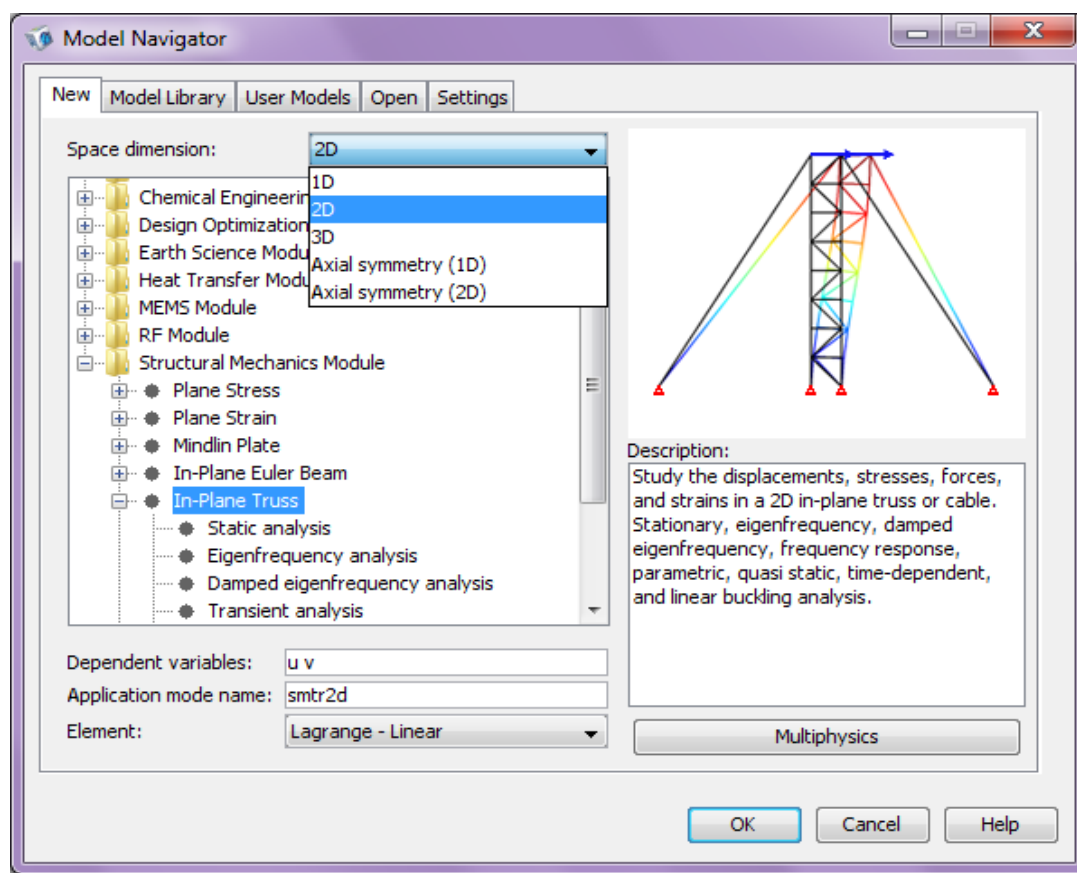 Model Navigator
New Model Library User Models Open Settings
Space dimension: 2D
1D
2D
3D
Axial symmetry (1D)
Axial symmetry (2D)
Chemical Engineerin
Design Optimization
Earth Science Modu
Heat Transfer Modu
MEMS Module
RF Module
Structural Mechanics Module
Plane Stress
Plane Strain
Mindlin Plate
In-Plane Euler Beam
In-Plane Truss
Static analysis
Eigenfrequency analysis
Damped eigenfrequency analysis
Transient analysis
Dependent variables: u v
Application mode name: smtr2d
Element: Lagrange - Linear
Description:
Study the displacements, stresses, forces,
and strains in a 2D in-plane truss or cable.
Stationary, eigenfrequency, damped
eigenfrequency, frequency response,
parametric, quasi static, time-dependent,
and linear buckling analysis.
Multiphysics
OK Cancel Help